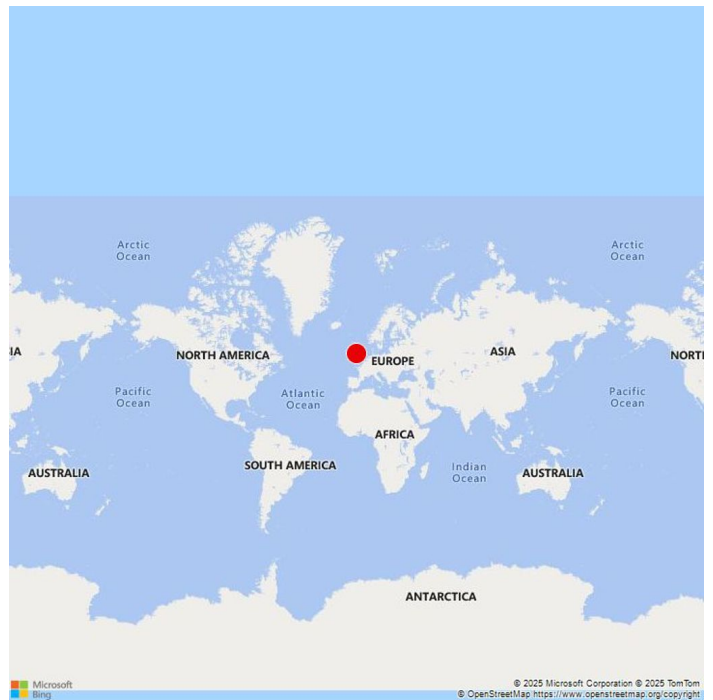 Arctic
Ocean
Arctic
Ocean
IA
NORTH AMERICA
EUROPE
ASIA
NORTH
Pacific
Ocean
Atlantic
Ocean
Pacific
Ocean
AFRICA
SOUTH AMERICA
Indian
Ocean
AUSTRALIA
AUSTRALIA
ANTARCTICA
Microsoft
Bing
© 2025 Microsoft Corporation © 2025 TomTom
© OpenStreetMap https://www.openstreetmap.org/copyright